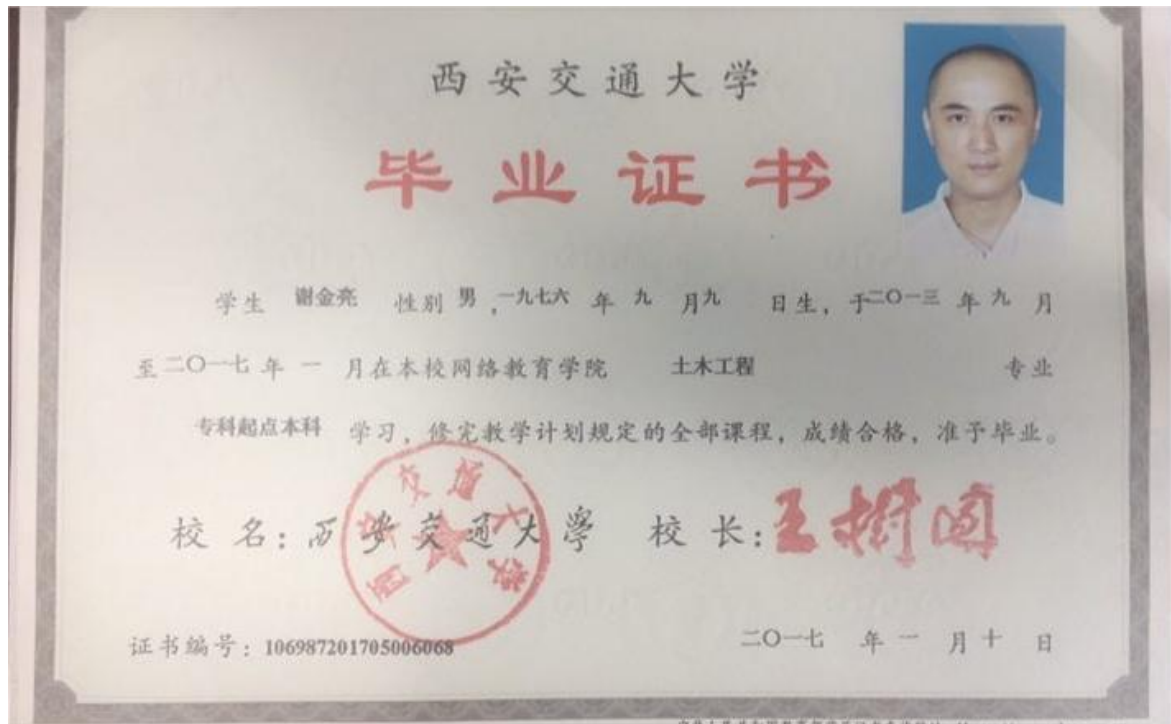 西安交通大学
毕业证书
学生 谢金亮 性别 男 ,一九七六 年 九 月九 日生, 于二〇一三 年 九 月
至二〇一七 年 一 月在本校网络教育学院 土木工程 专业
专科起点本科 学习, 修完教学计划规定的全部课程, 成绩合格, 准予毕业。
校 名: 西安交通大學 校 长: 王树国
西安交通大学
证书编号: 106987201705006068 二〇一七 年 一 月 十 日